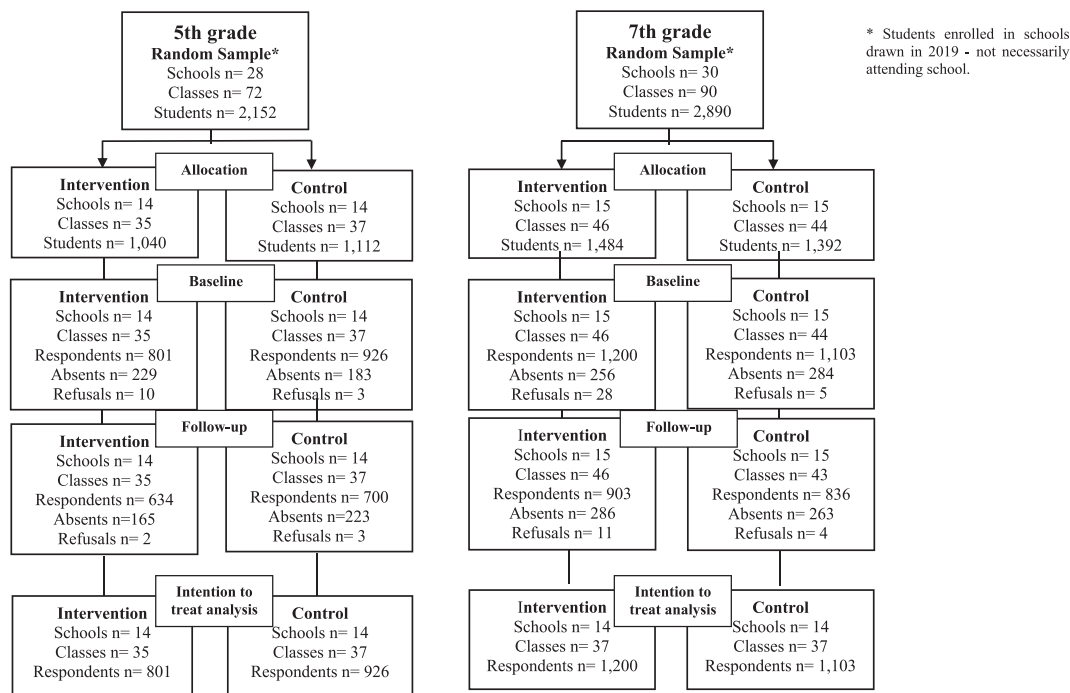 5th grade
Random Sample*
Schools n= 28
Classes n= 72
Students n= 2,152
7th grade
Random Sample*
Schools n= 30
Classes n= 90
Students n= 2,890
* Students enrolled in schools
drawn in 2019 - not necessarily
attending school.
Allocation
Intervention
Schools n= 14
Classes n= 35
Students n= 1,040
Control
Schools n= 14
Classes n= 37
Students n= 1,112
Allocation
Intervention
Schools n= 15
Classes n= 46
Students n= 1,484
Control
Schools n= 15
Classes n= 44
Students n= 1,392
Baseline
Intervention
Schools n= 14
Classes n= 35
Respondents n= 801
Absents n= 229
Refusals n= 10
Control
Schools n= 14
Classes n= 37
Respondents n= 926
Absents n= 183
Refusals n= 3
Baseline
Intervention
Schools n= 15
Classes n= 46
Respondents n= 1,200
Absents n= 256
Refusals n= 28
Control
Schools n= 15
Classes n= 44
Respondents n= 1,103
Absents n= 284
Refusals n= 5
Follow-up
Intervention
Schools n= 14
Classes n= 35
Respondents n= 634
Absents n=165
Refusals n= 2
Control
Schools n= 14
Classes n= 37
Respondents n= 700
Absents n=223
Refusals n= 3
Follow-up
Intervention
Schools n= 15
Classes n= 46
Respondents n= 903
Absents n= 286
Refusals n= 11
Control
Schools n= 15
Classes n= 43
Respondents n= 836
Absents n= 263
Refusals n= 4
Intention to
treat analysis
Intervention
Schools n= 14
Classes n= 35
Respondents n= 801
Control
Schools n= 14
Classes n= 37
Respondents n= 926
Intention to
treat analysis
Intervention
Schools n= 14
Classes n= 37
Respondents n= 1,200
Control
Schools n= 14
Classes n= 37
Respondents n= 1,103